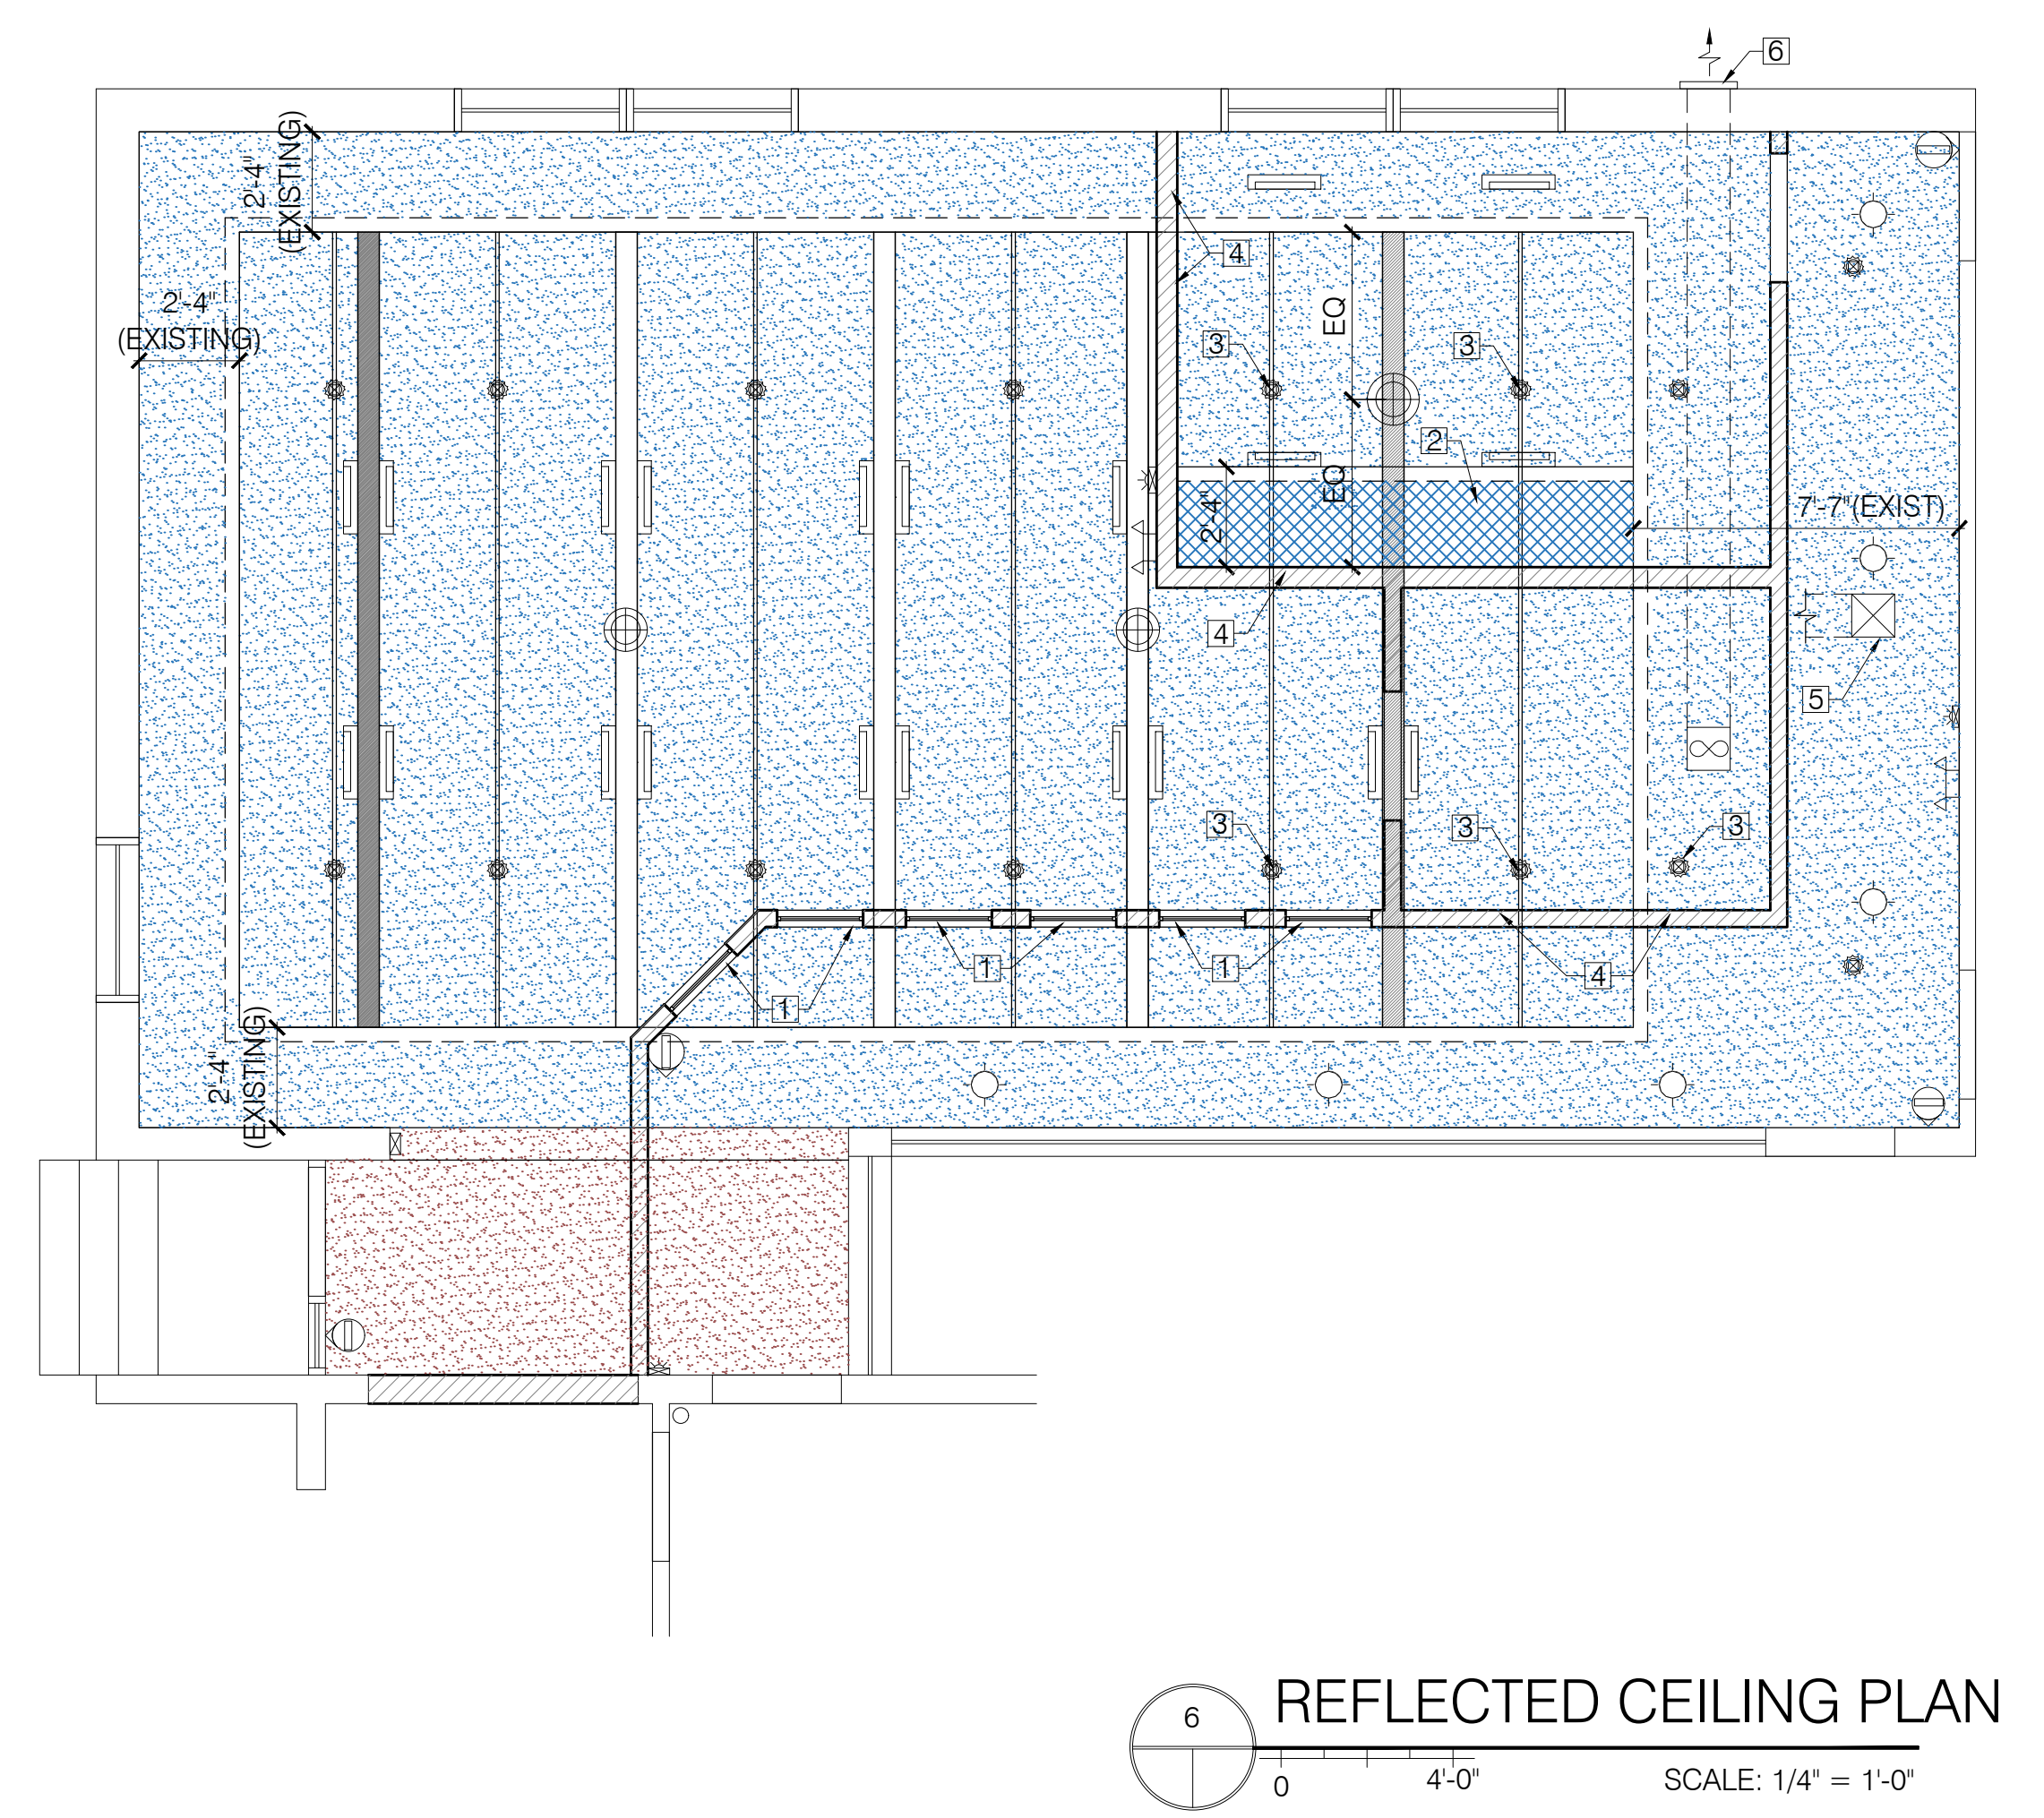 6
2'-4"
(EXISTING)
4
2'-4"
(EXISTING)
EQ
3
3
2
EQ
2'-4"
7'-7"(EXIST)
4
5
3
3
3
1
1
4
1
2'-4"
(EXISTING)
6
REFLECTED CEILING PLAN
0
4'-0"
SCALE: 1/4" = 1'-0"